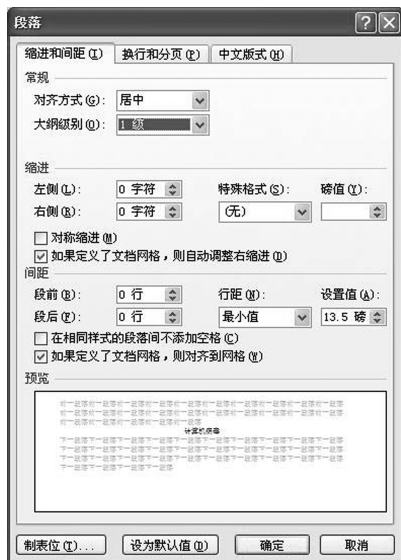 段落
缩进和间距(I) 换行和分页(P) 中文版式(H)
常规
对齐方式(G): 居中
大纲级别(O): 1 级
缩进
左侧(L): 0 字符 特殊格式(S): 磅值(Y):
右侧(R): 0 字符 (无)
对称缩进(M)
如果定义了文档网格，则自动调整右缩进(D)
间距
段前(B): 0 行 行距(N): 设置值(A):
段后(F): 0 行 最小值 13.5 磅
在相同样式的段落间不添加空格(C)
如果定义了文档网格，则对齐到网格(W)
预览
计算机病毒
制表位(T)... 设为默认值(D) 确定 取消